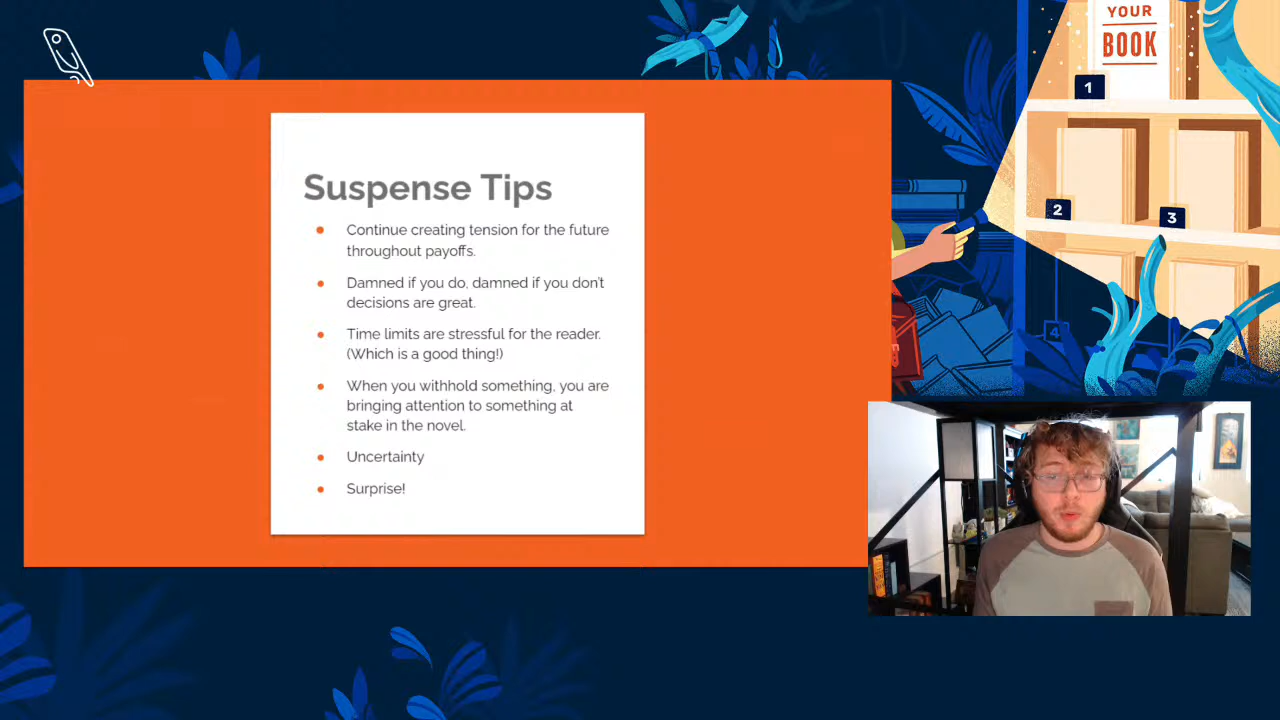 YOUR
BOOK
1
2
3
4
Suspense Tips
• Continue creating tension for the future
throughout payoffs.
• Damned if you do, damned if you don't
decisions are great.
• Time limits are stressful for the reader.
(Which is a good thing!)
• When you withhold something, you are
bringing attention to something at
stake in the novel.
• Uncertainty
• Surprise!